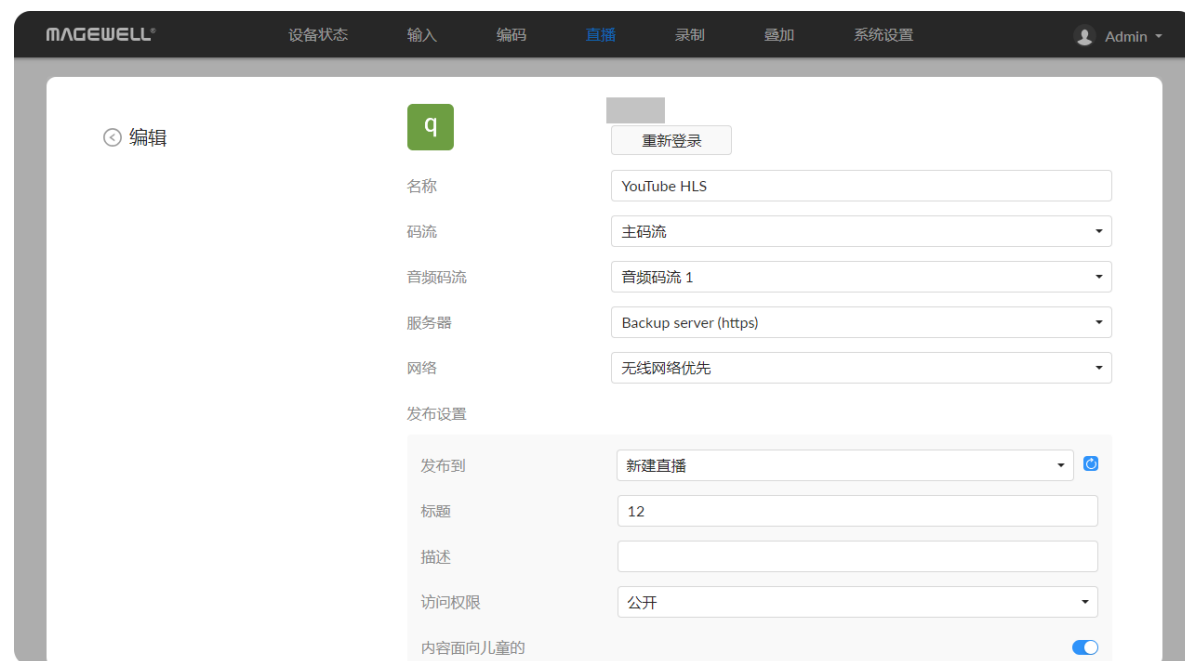 MAGEWELL®
设备状态 输入 编码 直播 录制 叠加 系统设置 Admin
编辑
q
重新登录
名称 YouTube HLS
码流 主码流
音频码流 音频码流 1
服务器 Backup server (https)
网络 无线网络优先
发布设置
发布到 新建直播
标题 12
描述
访问权限 公开
内容面向儿童的